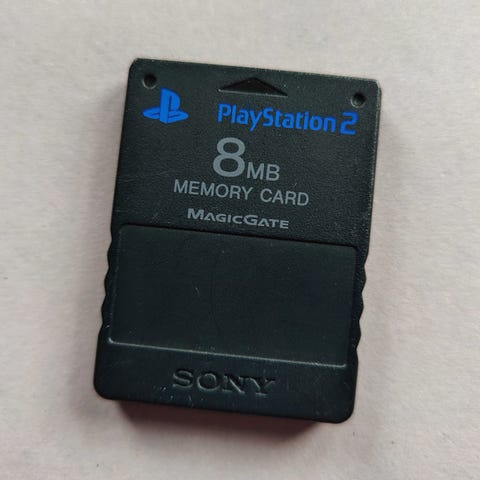 PlayStation 2
8MB
MEMORY CARD
MAGICGATE
SONY